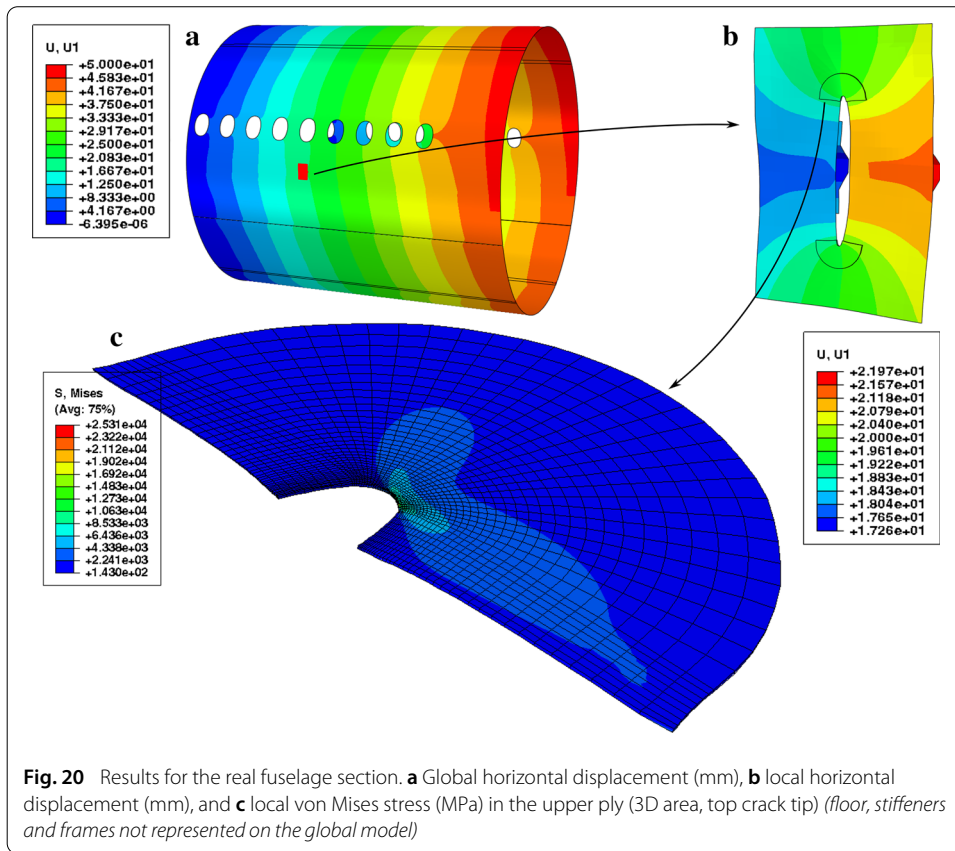 a
U, U1
+5.000e+01
+4.583e+01
+4.167e+01
+3.750e+01
+3.333e+01
+2.917e+01
+2.500e+01
+2.083e+01
+1.667e+01
+1.250e+01
+8.333e+00
+4.167e+00
-6.395e-06
b
U, U1
+2.197e+01
+2.157e+01
+2.118e+01
+2.079e+01
+2.040e+01
+2.000e+01
+1.961e+01
+1.922e+01
+1.883e+01
+1.843e+01
+1.804e+01
+1.765e+01
+1.726e+01
c
S, Mises
(Avg: 75%)
+2.531e+04
+2.322e+04
+2.112e+04
+1.902e+04
+1.692e+04
+1.483e+04
+1.273e+04
+1.063e+04
+8.533e+03
+6.436e+03
+4.338e+03
+2.241e+03
+1.430e+02
Fig. 20 Results for the real fuselage section. a Global horizontal displacement (mm), b local horizontal
displacement (mm), and c local von Mises stress (MPa) in the upper ply (3D area, top crack tip) (floor, stiffeners
and frames not represented on the global model)